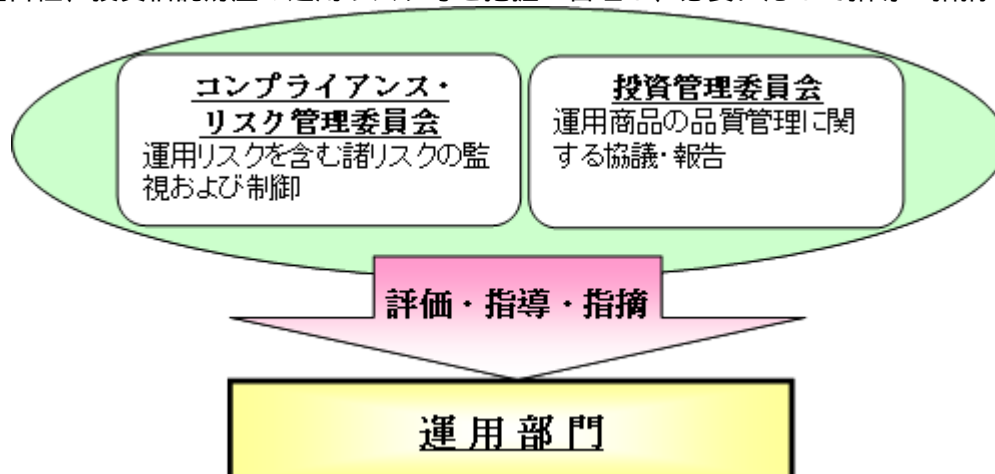 コンプライアンス・
リスク管理委員会
運用リスクを含む諸リスクの監
視および制御
投資管理委員会
運用商品の品質管理に関
する協議・報告
評価・指導・指摘
運用部門